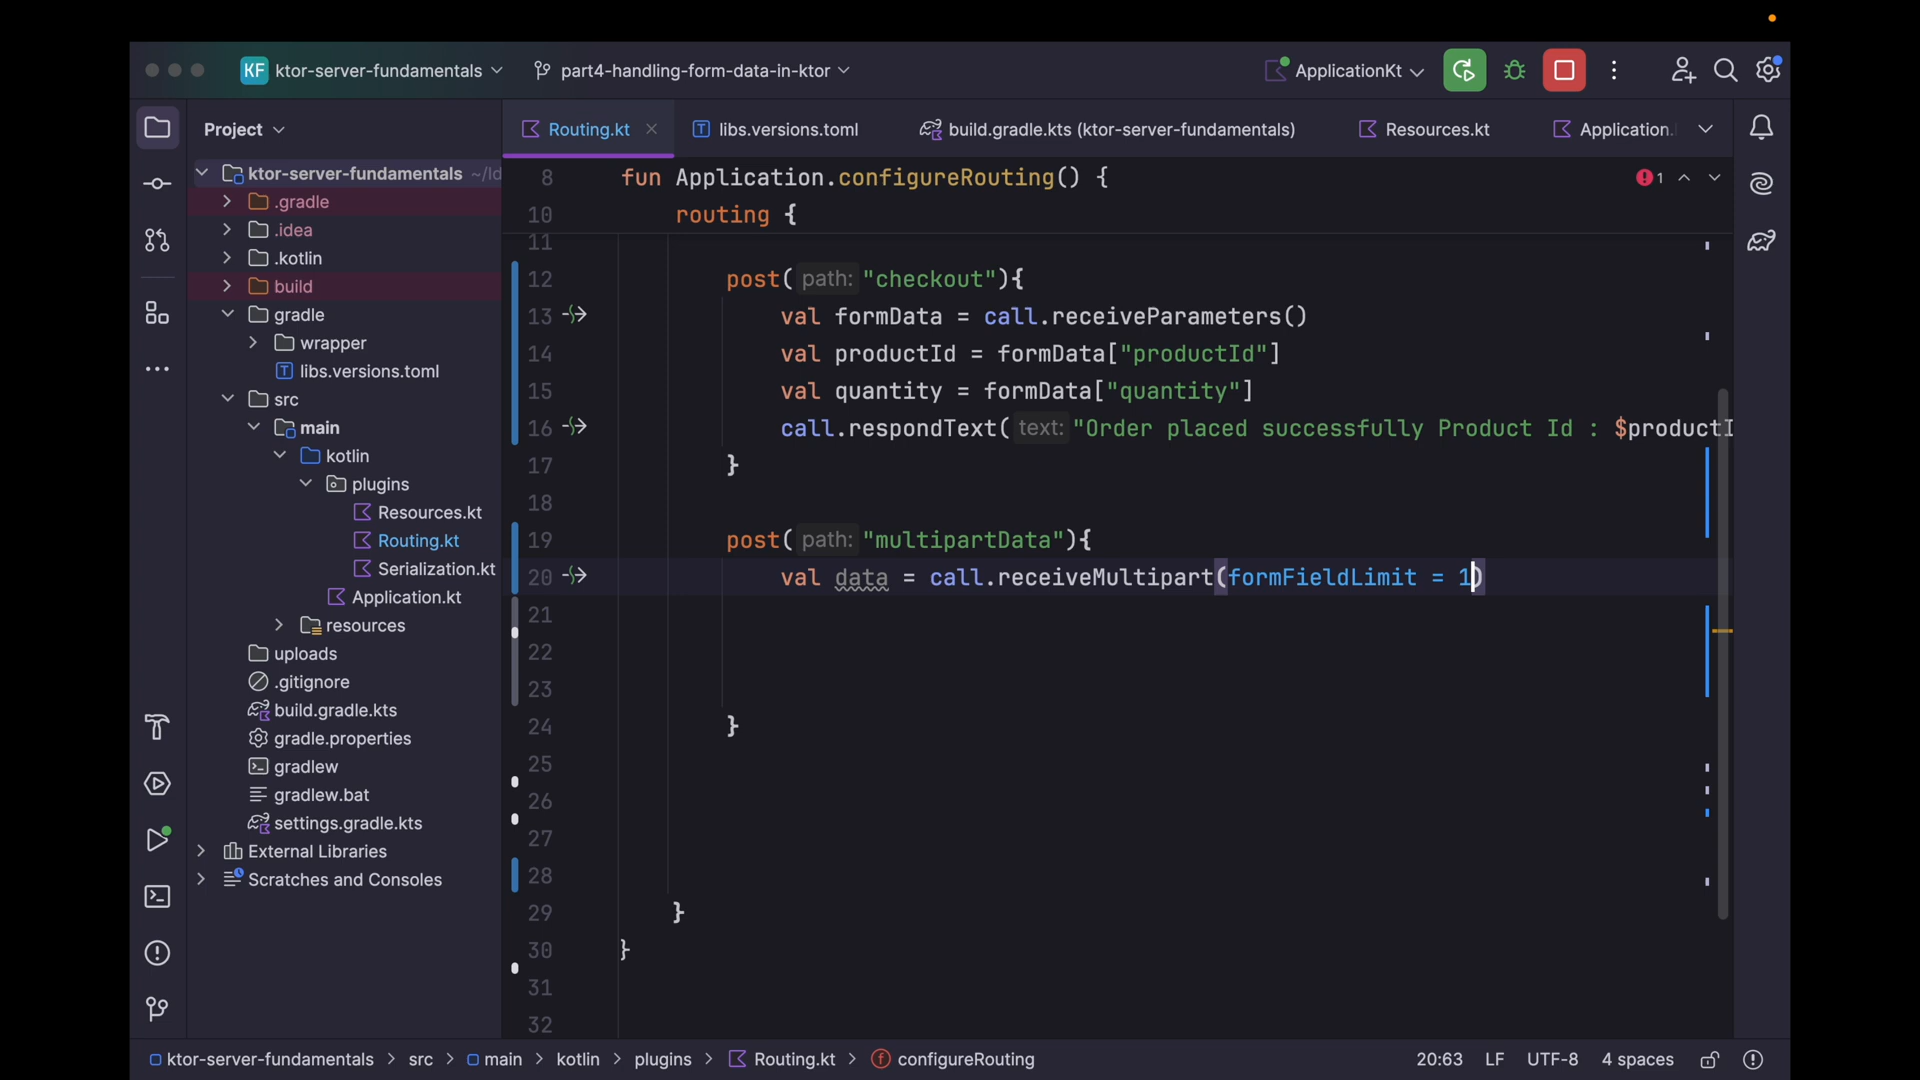 KF ktor-server-fundamentals part4-handling-form-data-in-ktor ApplicationKt
Project
Routing.kt libs.versions.toml build.gradle.kts (ktor-server-fundamentals) Resources.kt Application.
ktor-server-fundamentals ~/Id
.gradle
.idea
.kotlin
build
gradle
wrapper
libs.versions.toml
src
main
kotlin
plugins
Resources.kt
Routing.kt
Serialization.kt
Application.kt
resources
uploads
.gitignore
build.gradle.kts
gradle.properties
gradlew
gradlew.bat
settings.gradle.kts
External Libraries
Scratches and Consoles
8 fun Application.configureRouting() {
1
10 routing {
11
12 post( path: "checkout"){
13 val formData = call.receiveParameters()
14 val productId = formData["productId"]
15 val quantity = formData["quantity"]
16 call.respondText( text: "Order placed successfully Product Id : $productI
17 }
18
19 post( path: "multipartData"){
20 val data = call.receiveMultipart(formFieldLimit = 1)
21
22
23
24 }
25
26
27
28
29 }
30 }
31
32
ktor-server-fundamentals > src > main > kotlin > plugins > Routing.kt > f configureRouting 20:63 LF UTF-8 4 spaces